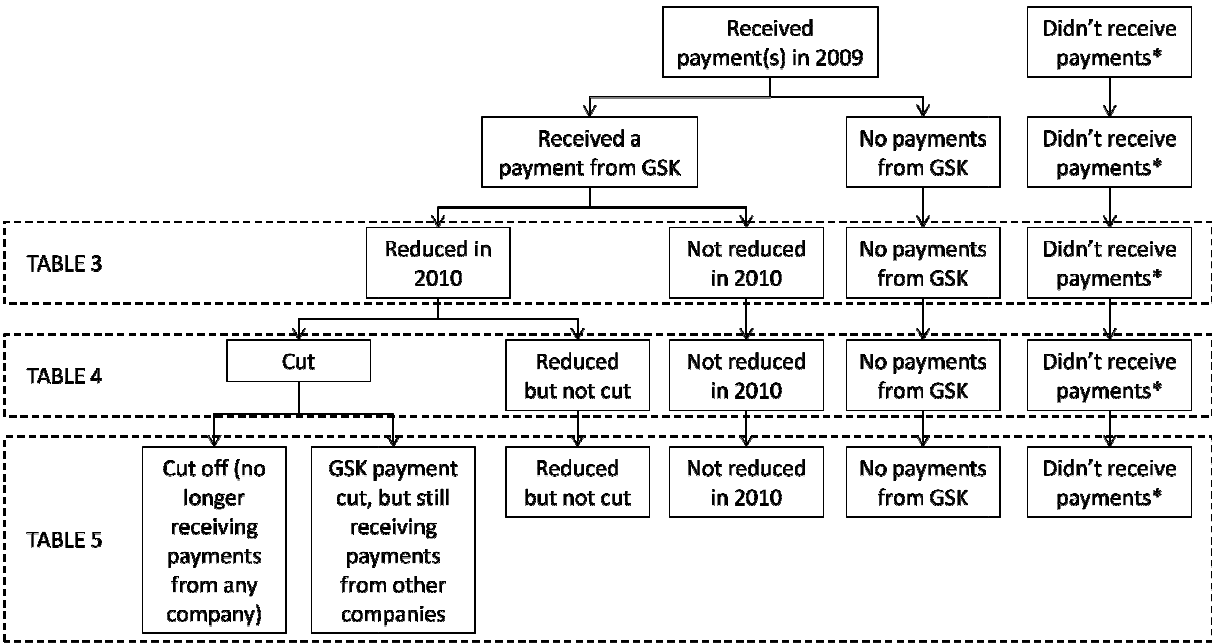 Received
payment(s) in 2009
Didn't receive
payments*
Received a
payment from GSK
No payments
from GSK
Didn't receive
payments*
TABLE 3
Reduced in
2010
Not reduced
in 2010
No payments
from GSK
Didn't receive
payments*
TABLE 4
Cut
Reduced
but not cut
Not reduced
in 2010
No payments
from GSK
Didn't receive
payments*
TABLE 5
Cut off (no
longer
receiving
payments
from any
company)
GSK payment
cut, but still
receiving
payments
from other
companies
Reduced
but not cut
Not reduced
in 2010
No payments
from GSK
Didn't receive
payments*